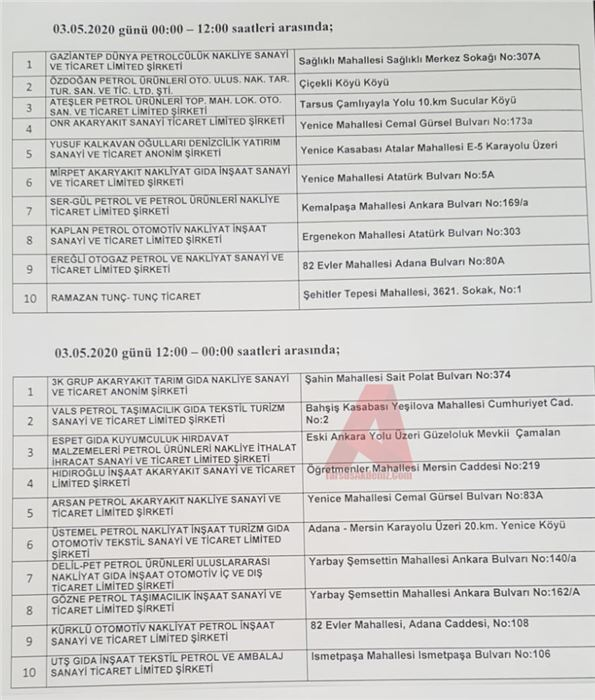 03.05.2020 günü 00:00 – 12:00 saatleri arasında;
1 GAZİANTEP DÜNYA PETROLCÜLÜK NAKLİYE SANAYİ
VE TİCARET LİMİTED ŞİRKETİ
Sağlıklı Mahallesi Sağlıklı Merkez Sokağı No:307A
2 ÖZDOĞAN PETROL ÜRÜNLERİ OTO. ULUS. NAK. TAR.
TUR. SAN. VE TİC. LTD. ŞTİ.
Çiçekli Köyü Köyü
3 ATEŞLER PETROL ÜRÜNLERİ TOP. MAH. LOK. OTO.
SAN. VE TİCARET LİMİTED ŞİRKETİ
Tarsus Çamlıyayla Yolu 10.km Sucular Köyü
4 ONR AKARYAKIT SANAYİ TİCARET LİMİTED ŞİRKETİ
Yenice Mahallesi Cemal Gürsel Bulvarı No:173a
5 YUSUF KALKAVAN OĞULLARI DENİZCİLİK YATIRIM
SANAYİ VE TİCARET ANONİM ŞİRKETİ
Yenice Kasabası Atalar Mahallesi E-5 Karayolu Üzeri
6 MİRPET AKARYAKIT NAKLİYAT GIDA İNŞAAT SANAYİ
VE TİCARET LİMİTED ŞİRKETİ
Yenice Mahallesi Atatürk Bulvarı No:5A
7 SER-GÜL PETROL VE PETROL ÜRÜNLERİ NAKLİYE
TİCARET LİMİTED ŞİRKETİ
Kemalpaşa Mahallesi Ankara Bulvarı No:169/a
8 KAPLAN PETROL OTOMOTİV NAKLİYAT İNŞAAT
SANAYİ VE TİCARET LİMİTED ŞİRKETİ
Ergenekon Mahallesi Atatürk Bulvarı No:303
9 EREĞLİ OTOGAZ PETROL VE NAKLİYAT SANAYİ VE
TİCARET LİMİTED ŞİRKETİ
82 Evler Mahallesi Adana Bulvarı No:80A
10 RAMAZAN TUNÇ- TUNÇ TİCARET
Şehitler Tepesi Mahallesi, 3621. Sokak, No:1
03.05.2020 günü 12:00 – 00:00 saatleri arasında;
1 3K GRUP AKARYAKIT TARIM GIDA NAKLİYE SANAYİ
VE TİCARET ANONİM ŞİRKETİ
Şahin Mahallesi Sait Polat Bulvarı No:374
2 VALS PETROL TAŞIMACILIK GIDA TEKSTİL TURİZM
SANAYİ VE TİCARET LİMİTED ŞİRKETİ
Bahşiş Kasabası Yeşilova Mahallesi Cumhuriyet Cad.
No:2
3 ESPET GIDA KUYUMCULUK HIRDAVAT
MALZEMELERİ PETROL ÜRÜNLERİ NAKLİYE İTHALAT
İHRACAT SANAYİ VE TİCARET LİMİTED ŞİRKETİ
Eski Ankara Yolu Üzeri Güzeloluk Mevkii Çamalan
4 HIDIROĞLU İNŞAAT AKARYAKIT SANAYİ VE TİCARET
LİMİTED ŞİRKETİ
Öğretmenler Mahallesi Mersin Caddesi No:219
TarsusAkdeniz.com
5 ARSAN PETROL AKARYAKIT NAKLİYE SANAYİ VE
TİCARET LİMİTED ŞİRKETİ
Yenice Mahallesi Cemal Gürsel Bulvarı No:83A
6 ÜSTEMEL PETROL NAKLİYAT İNŞAAT TURİZM GIDA
OTOMOTİV TEKSTİL SANAYİ VE TİCARET LİMİTED
ŞİRKETİ
Adana - Mersin Karayolu Üzeri 20.km. Yenice Köyü
7 DELİL-PET PETROL ÜRÜNLERİ ULUSLARARASI
NAKLİYAT GIDA İNŞAAT OTOMOTİV İÇ VE DIŞ
TİCARET LİMİTED ŞİRKETİ
Yarbay Şemsettin Mahallesi Ankara Bulvarı No:140/a
8 GÖZNE PETROL TAŞIMACILIK İNŞAAT SANAYİ VE
TİCARET LİMİTED ŞİRKETİ
Yarbay Şemsettin Mahallesi Ankara Bulvarı No:162/A
9 KÜRKLÜ OTOMOTİV NAKLİYAT PETROL İNŞAAT
SANAYİ VE TİCARET LİMİTED ŞİRKETİ
82 Evler Mahallesi, Adana Caddesi, No:108
10 UTŞ GIDA İNŞAAT TEKSTİL PETROL VE AMBALAJ
SANAYİ TİCARET LİMİTED ŞİRKETİ
Ismetpaşa Mahallesi Ismetpaşa Bulvarı No:106